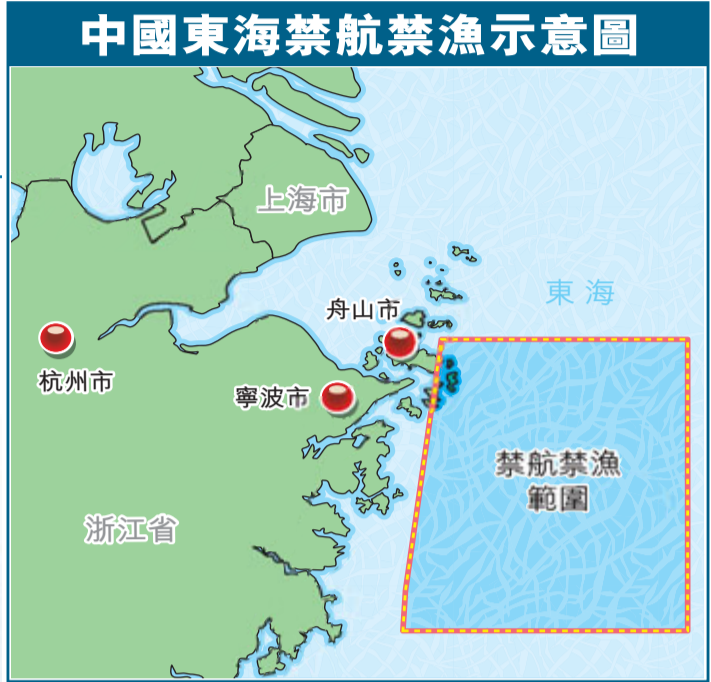 中國東海禁航禁漁示意圖
上海市
東海
舟山市
杭州市
寧波市
禁航禁漁
範圍
浙江省